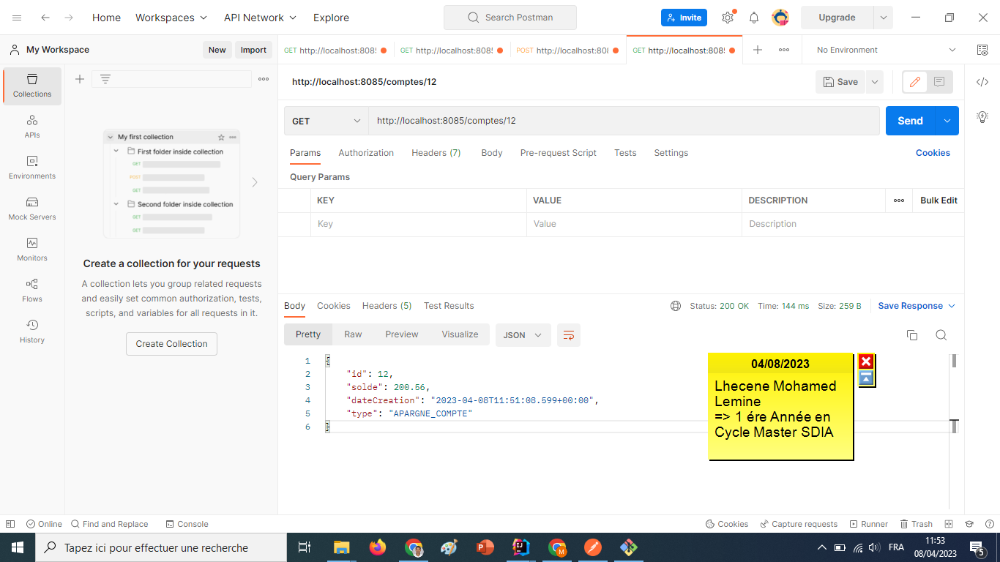 Home
Workspaces
API Network
Explore
Search Postman
Invite
Upgrade
My Workspace
New
Import
GET http://localhost:808
GET http://localhost:808
POST http://localhost:808
GET http://localhost:808
No Environment
Collections
APIs
Environments
Mock Servers
Monitors
Flows
History
My first collection
First folder inside collection
GET
POST
GET
Second folder inside collection
GET
GET
Create a collection for your requests
A collection lets you group related requests
and easily set common authorization, tests,
scripts, and variables for all requests in it.
Create Collection
http://localhost:8085/comptes/12
Save
GET
http://localhost:8085/comptes/12
Send
Params Authorization Headers (7) Body Pre-request Script Tests Settings Cookies
Query Params
KEY VALUE DESCRIPTION Bulk Edit
Key Value Description
Body Cookies Headers (5) Test Results Status: 200 OK Time: 144 ms Size: 259 B Save Response
Pretty Raw Preview Visualize JSON
1 {
2 "id": 12,
3 "solde": 200.56,
4 "dateCreation": "2023-04-08T11:51:08.599+00:00",
5 "type": "APARGNE_COMPTE"
6 }
04/08/2023
Lhecene Mohamed
Lemine
=> 1 ére Année en
Cycle Master SDIA
Online Find and Replace Console Cookies Capture requests Runner Trash
Tapez ici pour effectuer une recherche
FRA
11:53
08/04/2023
5